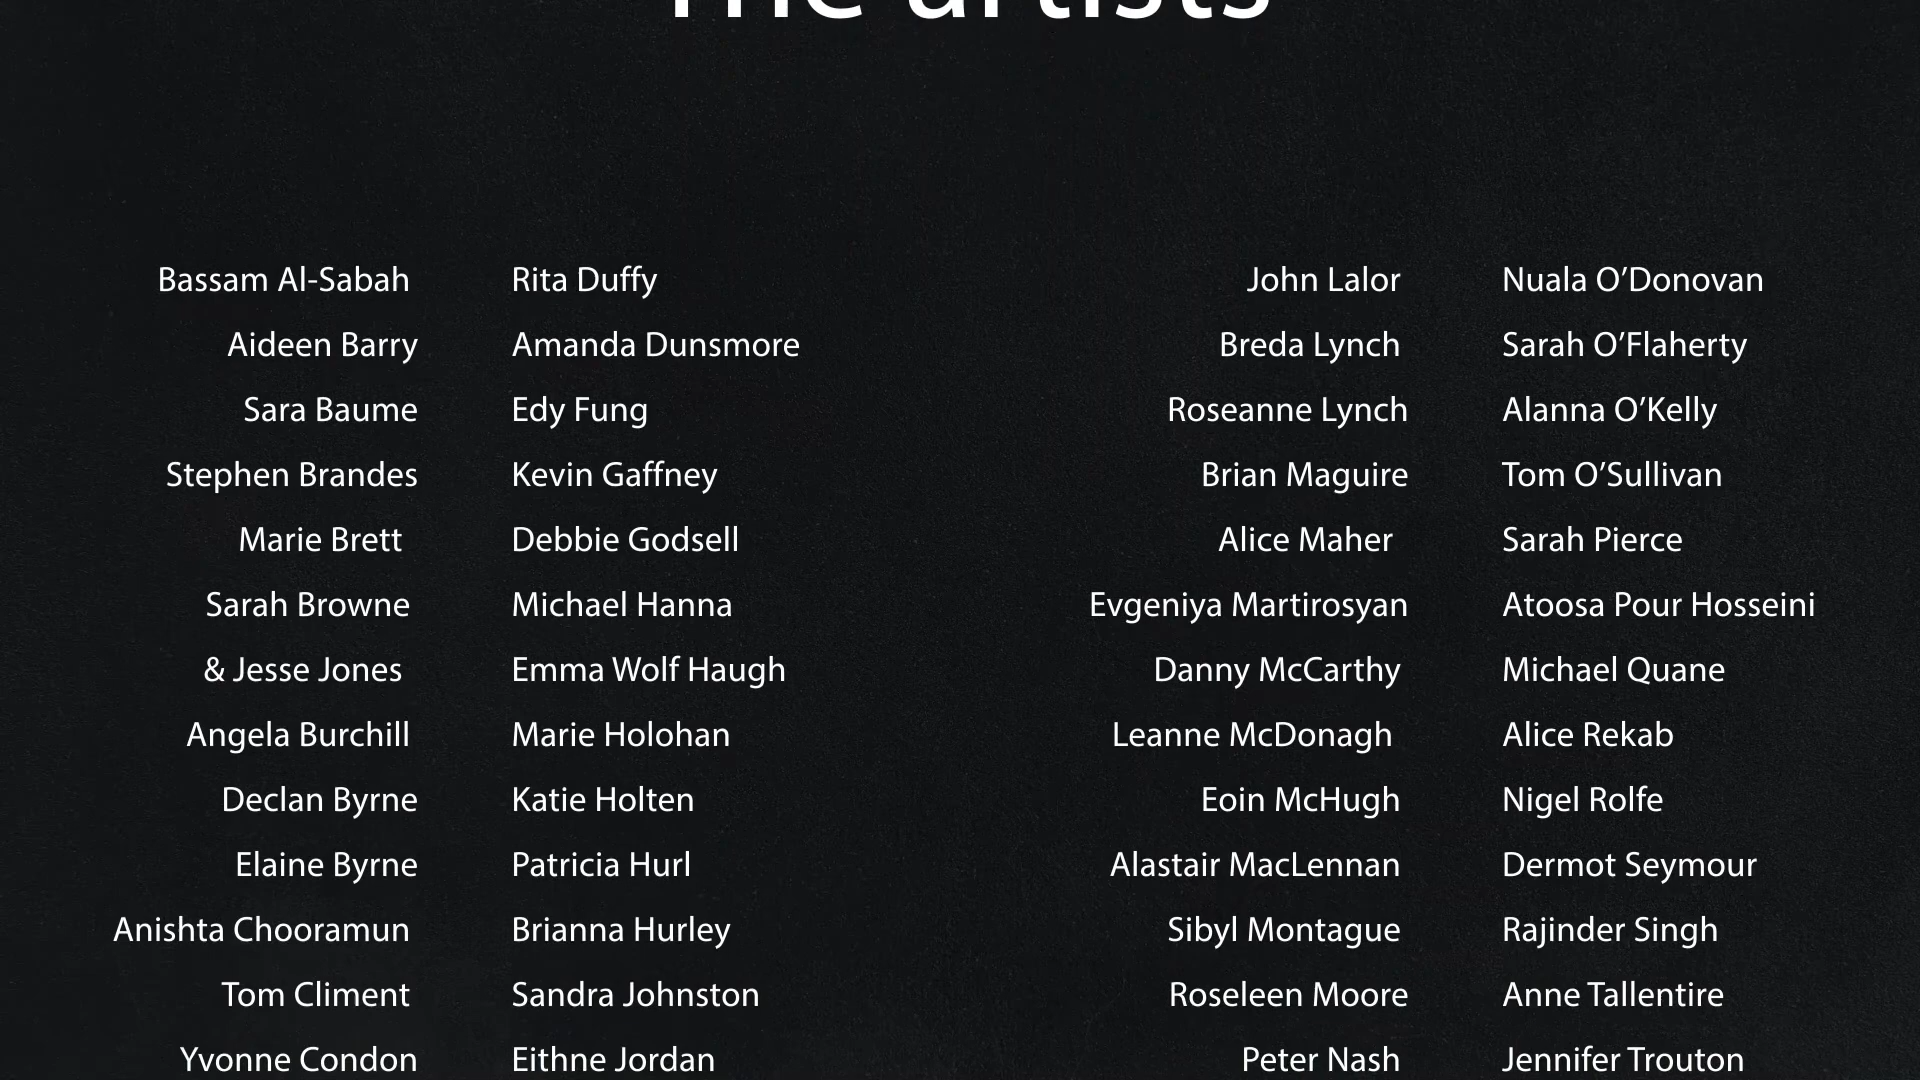 The artists
Bassam Al-Sabah
Aideen Barry
Sara Baume
Stephen Brandes
Marie Brett
Sarah Browne
& Jesse Jones
Angela Burchill
Declan Byrne
Elaine Byrne
Anishta Chooramun
Tom Climent
Yvonne Condon
Rita Duffy
Amanda Dunsmore
Edy Fung
Kevin Gaffney
Debbie Godsell
Michael Hanna
Emma Wolf Haugh
Marie Holohan
Katie Holten
Patricia Hurl
Brianna Hurley
Sandra Johnston
Eithne Jordan
John Lalor
Breda Lynch
Roseanne Lynch
Brian Maguire
Alice Maher
Evgeniya Martirosyan
Danny McCarthy
Leanne McDonagh
Eoin McHugh
Alastair MacLennan
Sibyl Montague
Roseleen Moore
Peter Nash
Nuala O’Donovan
Sarah O’Flaherty
Alanna O’Kelly
Tom O’Sullivan
Sarah Pierce
Atoosa Pour Hosseini
Michael Quane
Alice Rekab
Nigel Rolfe
Dermot Seymour
Rajinder Singh
Anne Tallentire
Jennifer Trouton